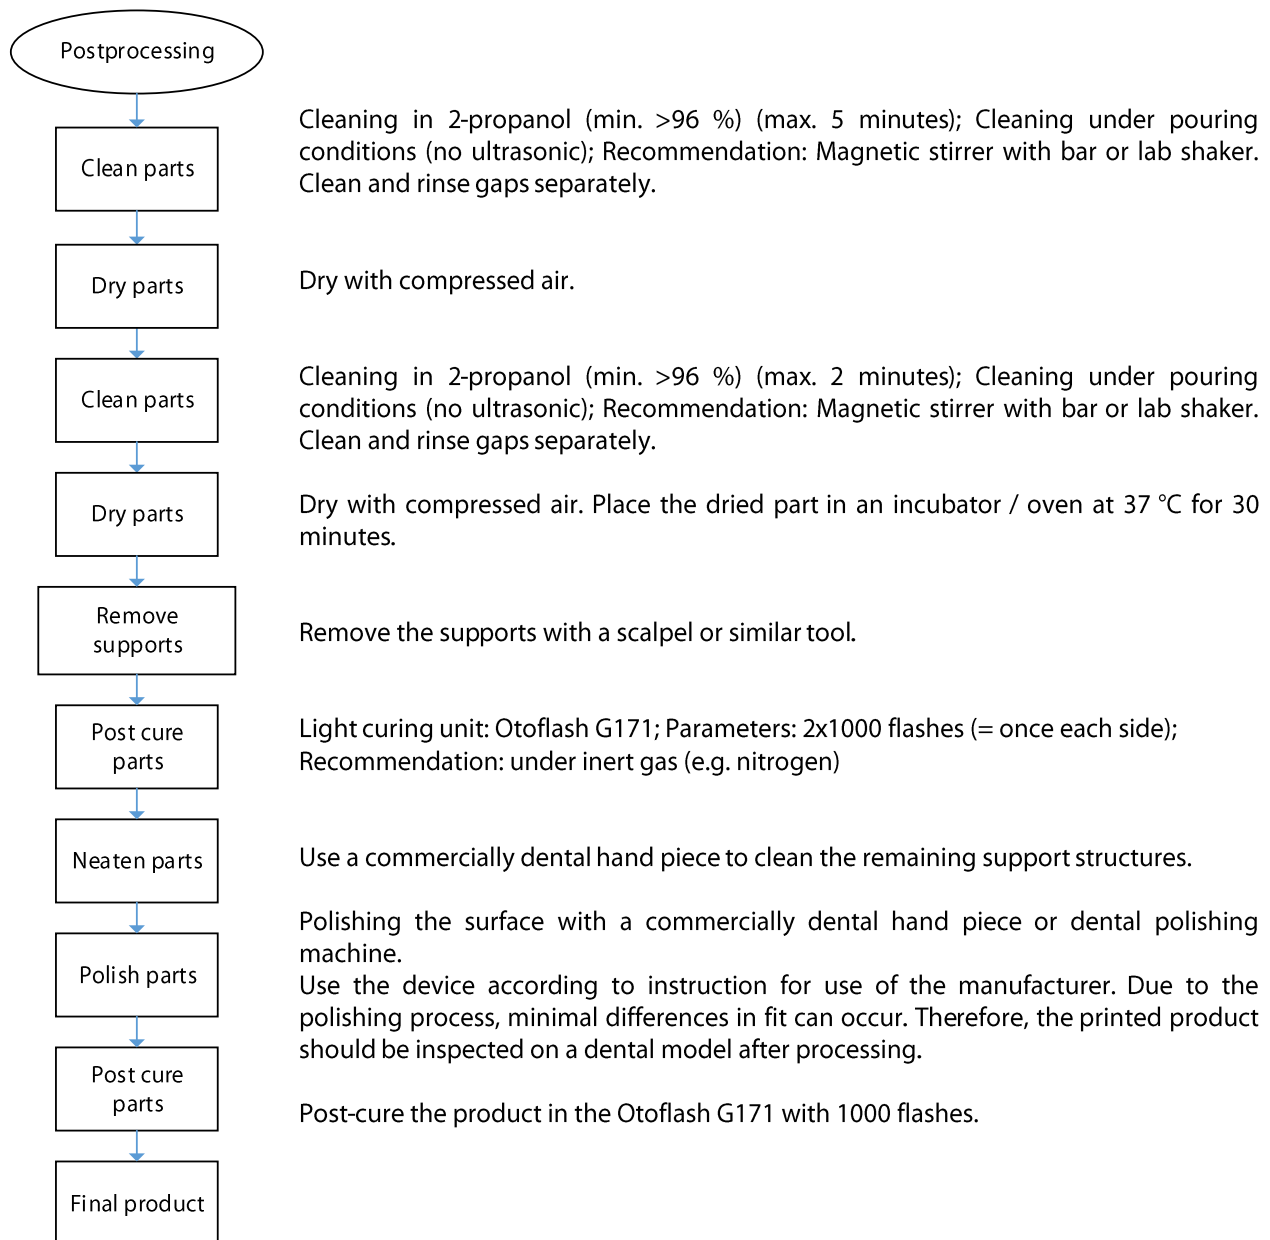 Postprocessing
Clean parts
Cleaning in 2-propanol (min. >96 %) (max. 5 minutes); Cleaning under pouring
conditions (no ultrasonic); Recommendation: Magnetic stirrer with bar or lab shaker.
Clean and rinse gaps separately.
Dry parts
Dry with compressed air.
Clean parts
Cleaning in 2-propanol (min. >96 %) (max. 2 minutes); Cleaning under pouring
conditions (no ultrasonic); Recommendation: Magnetic stirrer with bar or lab shaker.
Clean and rinse gaps separately.
Dry parts
Dry with compressed air. Place the dried part in an incubator / oven at 37 °C for 30
minutes.
Remove
supports
Remove the supports with a scalpel or similar tool.
Post cure
parts
Light curing unit: Otoflash G171; Parameters: 2x1000 flashes (= once each side);
Recommendation: under inert gas (e.g. nitrogen)
Neaten parts
Use a commercially dental hand piece to clean the remaining support structures.
Polish parts
Polishing the surface with a commercially dental hand piece or dental polishing
machine.
Use the device according to instruction for use of the manufacturer. Due to the
polishing process, minimal differences in fit can occur. Therefore, the printed product
should be inspected on a dental model after processing.
Post cure
parts
Post-cure the product in the Otoflash G171 with 1000 flashes.
Final product